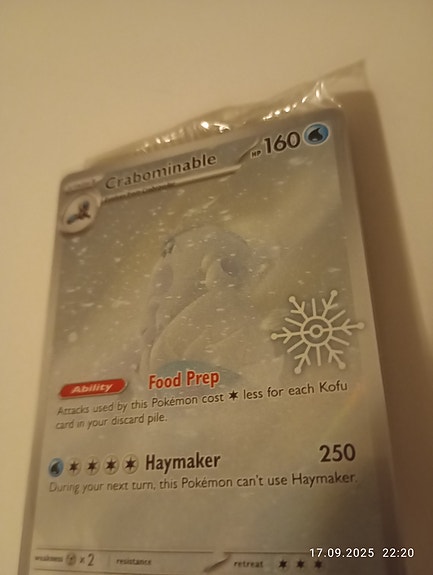 Crabominable
HP 160
Ability Food Prep
Attacks used by this Pokémon cost less for each Kofu
card in your discard pile.
Haymaker 250
During your next turn, this Pokémon can't use Haymaker.
weakness ×2 resistance retreat
17.09.2025 22:20